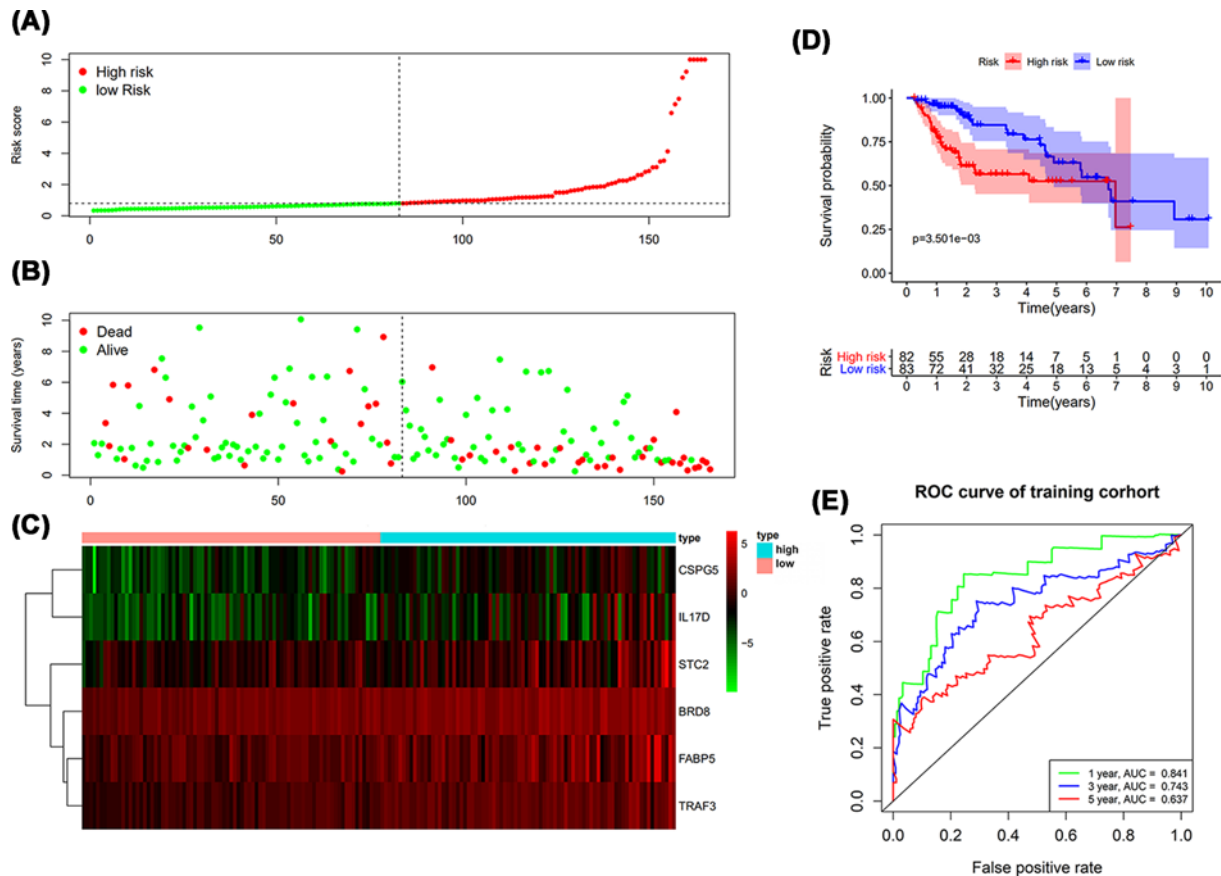 (A)
Risk score
10
8
6
4
2
0
High risk
low Risk
0 50 100 150
(B)
Survival time (years)
10
8
6
4
2
0
Dead
Alive
0 50 100 150
(C)
type
CSPG5
IL17D
STC2
BRD8
FABP5
TRAF3
5
−5
type
high
low
(D)
Risk High risk Low risk
Survival probability
1.00
0.75
0.50
0.25
0.00
p=3.501e−03
0 1 2 3 4 5 6 7 8 9 10
Time(years)
Risk
High risk 82 55 28 18 14 7 5 1 0 0 0
Low risk 83 72 41 32 25 18 13 5 4 3 1
0 1 2 3 4 5 6 7 8 9 10
Time(years)
(E)
ROC curve of training corhort
True positive rate
1.0
0.8
0.6
0.4
0.2
0.0
1 year, AUC = 0.841
3 year, AUC = 0.743
5 year, AUC = 0.637
0.0 0.2 0.4 0.6 0.8 1.0
False positive rate